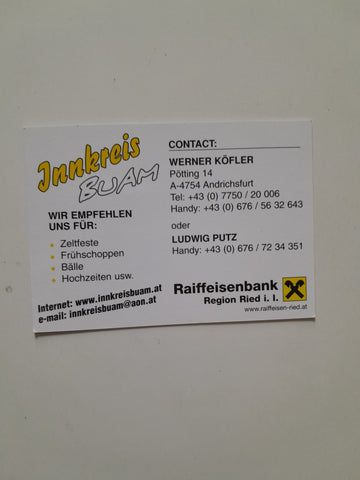 Innkreis
BUAM
WIR EMPFEHLEN
UNS FÜR:
Zeltfeste
Frühschoppen
Bälle
Hochzeiten usw.
Internet: www.innkreisbuam.at
e-mail: innkreisbuam@aon.at
CONTACT:
WERNER KÖFLER
Pötting 14
A-4754 Andrichsfurt
Tel: +43 (0) 7750 / 20 006
Handy: +43 (0) 676 / 56 32 643
oder
LUDWIG PUTZ
Handy: +43 (0) 676 / 72 34 351
Raiffeisenbank
Region Ried i. I.
www.raiffeisen-ried.at